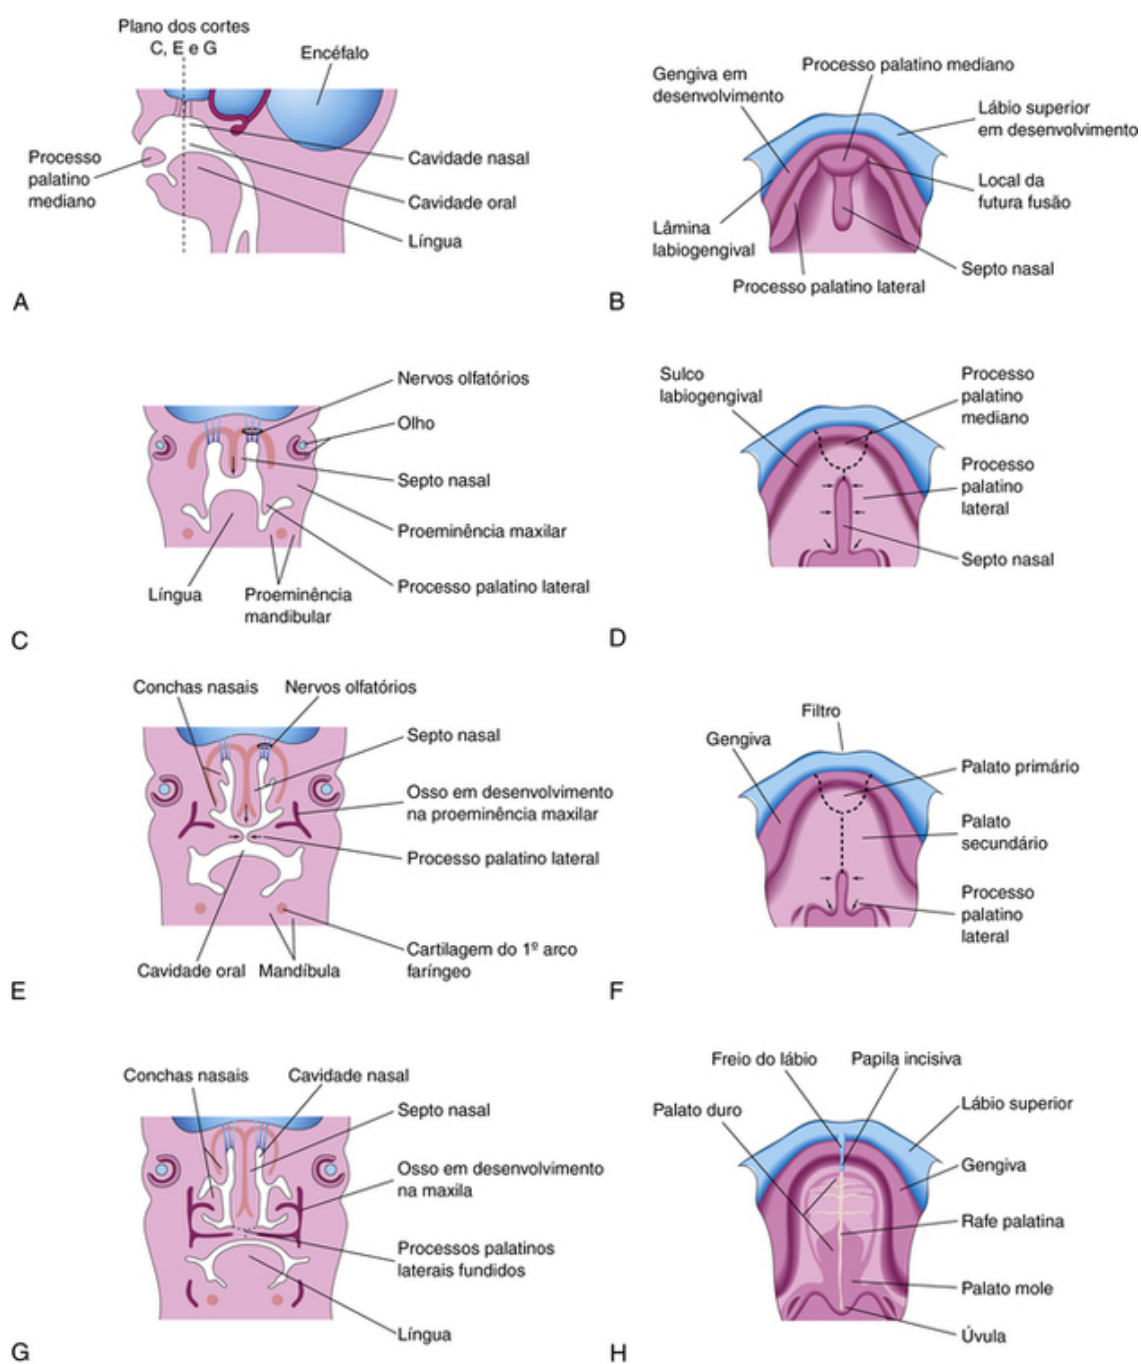 Plano dos cortes
C, E e G
Encéfalo
Processo
palatino
mediano
Cavidade nasal
Cavidade oral
Língua
A
Processo palatino mediano
Gengiva em
desenvolvimento
Lábio superior
em desenvolvimento
Local da
futura fusão
Lâmina
labiogengival
Septo nasal
Processo palatino lateral
B
Nervos olfatórios
Olho
Septo nasal
Proeminência maxilar
Processo palatino lateral
Língua
Proeminência
mandibular
C
Sulco
labiogengival
Processo
palatino
mediano
Processo
palatino
lateral
Septo nasal
D
Conchas nasais
Nervos olfatórios
Septo nasal
Osso em desenvolvimento
na proeminência maxilar
Processo palatino lateral
Cartilagem do 1º arco
faríngeo
Cavidade oral
Mandíbula
E
Filtro
Gengiva
Palato primário
Palato
secundário
Processo
palatino
lateral
F
Conchas nasais
Cavidade nasal
Septo nasal
Osso em desenvolvimento
na maxila
Processos palatinos
laterais fundidos
Língua
G
Freio do lábio
Papila incisiva
Palato duro
Lábio superior
Gengiva
Rafe palatina
Palato mole
Úvula
H